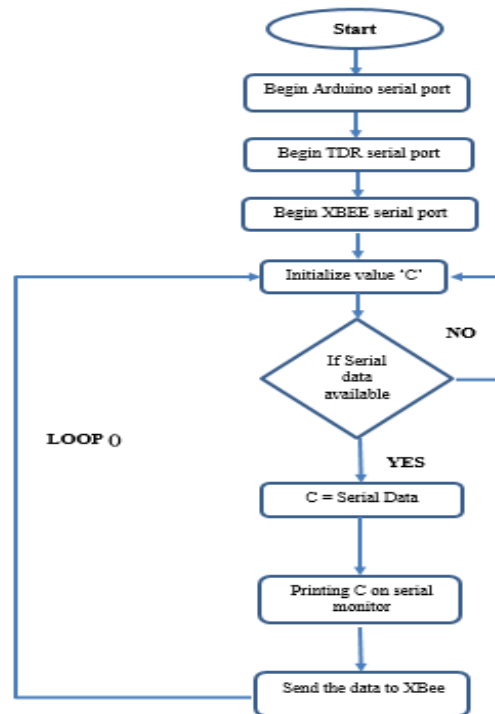 Start
Begin Arduino serial port
Begin TDR serial port
Begin XBEE serial port
Initialize value ‘C’
NO
If Serial
data
available
LOOP ()
YES
C = Serial Data
Printing C on serial
monitor
Send the data to XBee